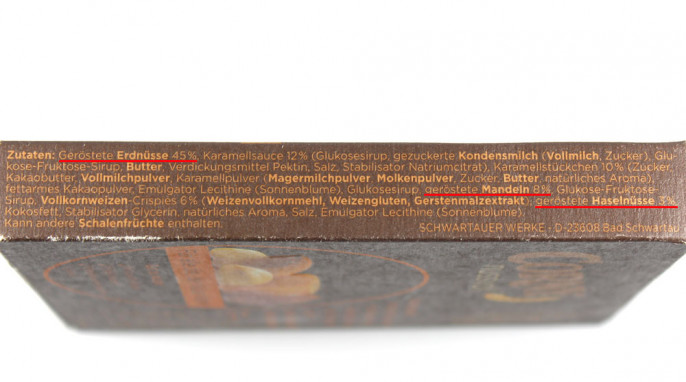 Zutaten: Geröstete Erdnüsse 45%, Karamellsauce 12% (Glukosesirup, gezuckerte Kondensmilch (Vollmilch, Zucker), Glu-
kose-Fruktose-Sirup, Butter, Verdickungsmittel Pektin, Salz, Stabilisator Natriumcitrat), Karamellstückchen 10% (Zucker,
Kakaobutter, Vollmilchpulver, Karamellpulver (Magermilchpulver Molkenpulver, Zucker, Butter, natürliches Aroma),
fettarmes Kakaopulver, Emulgator Lecithine (Sonnenblume), Glukosesirup, geröstete Mandeln 8%, Glukose-Fruktose-
Sirup, Vollkornweizen-Crispies 6% (Weizenvollkornmehl, Weizengluten, Gerstenmalzextrakt), geröstete Haselnüsse 3%,
Kokosfett, Stabilisator Glycerin, natürliches Aroma, Salz, Emulgator Lecithine (Sonnenblume).
Kann andere Schalenfrüchte enthalten.
SCHWARTAUER WERKE · D-23608 Bad Schwartau